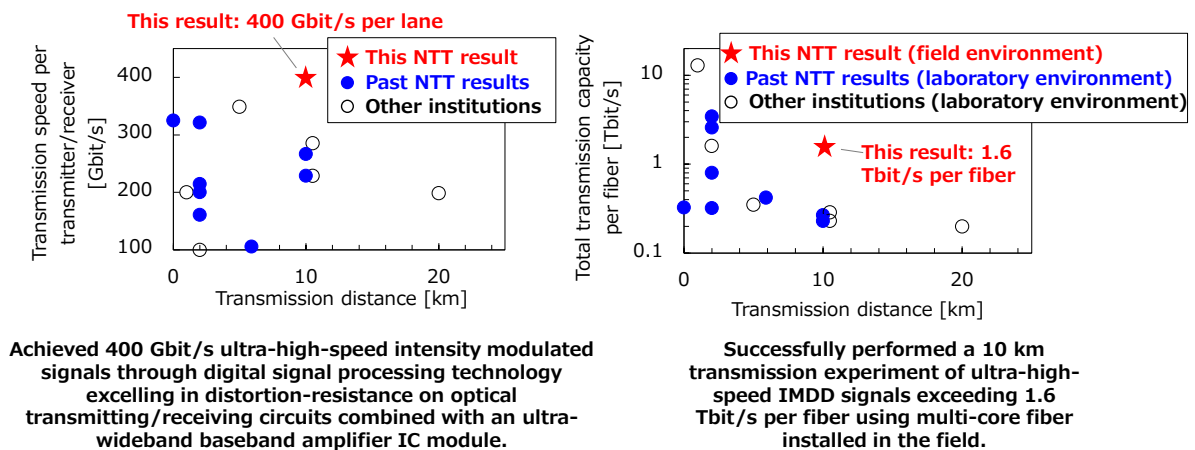 This result: 400 Gbit/s per lane
This NTT result
Past NTT results
Other institutions
Transmission speed per
transmitter/receiver
[Gbit/s]
400
300
200
100
0
10
20
Transmission distance [km]
Achieved 400 Gbit/s ultra-high-speed intensity modulated
signals through digital signal processing technology
excelling in distortion-resistance on optical
transmitting/receiving circuits combined with an ultra-
wideband baseband amplifier IC module.
This NTT result (field environment)
Past NTT results (laboratory environment)
Other institutions (laboratory environment)
Total transmission capacity
per fiber [Tbit/s]
10
1
0.1
This result: 1.6
Tbit/s per fiber
0
10
20
Transmission distance [km]
Successfully performed a 10 km
transmission experiment of ultra-high-
speed IMDD signals exceeding 1.6
Tbit/s per fiber using multi-core fiber
installed in the field.